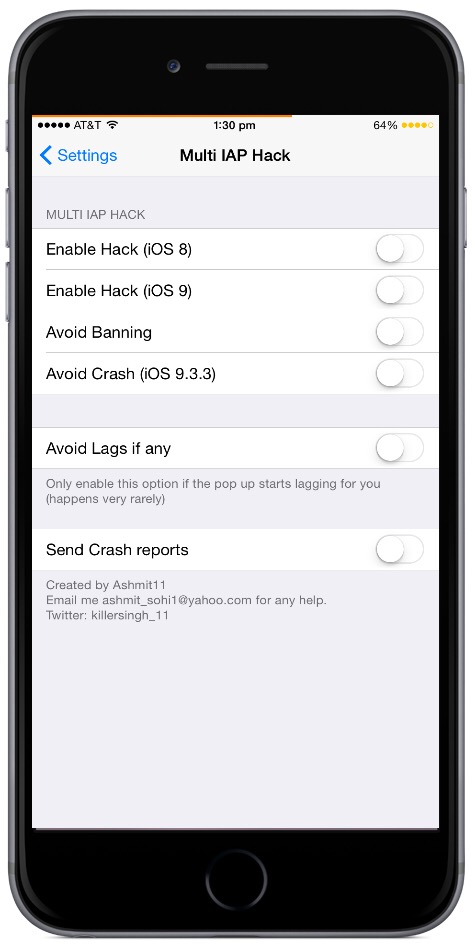 AT&T 1:30 pm 64%
Settings Multi IAP Hack
MULTI IAP HACK
Enable Hack (iOS 8)
Enable Hack (iOS 9)
Avoid Banning
Avoid Crash (iOS 9.3.3)
Avoid Lags if any
Only enable this option if the pop up starts lagging for you
(happens very rarely)
Send Crash reports
Created by Ashmit11
Email me ashmit_sohi1@yahoo.com for any help.
Twitter: killersingh_11